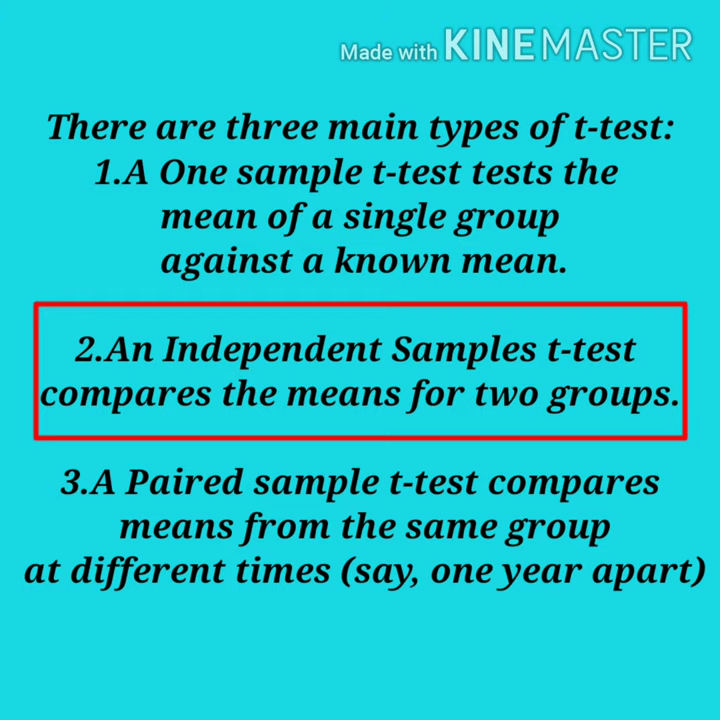 Made with KINEMASTER
There are three main types of t-test:
1.A One sample t-test tests the
mean of a single group
against a known mean.
2.An Independent Samples t-test
compares the means for two groups.
3.A Paired sample t-test compares
means from the same group
at different times (say, one year apart)